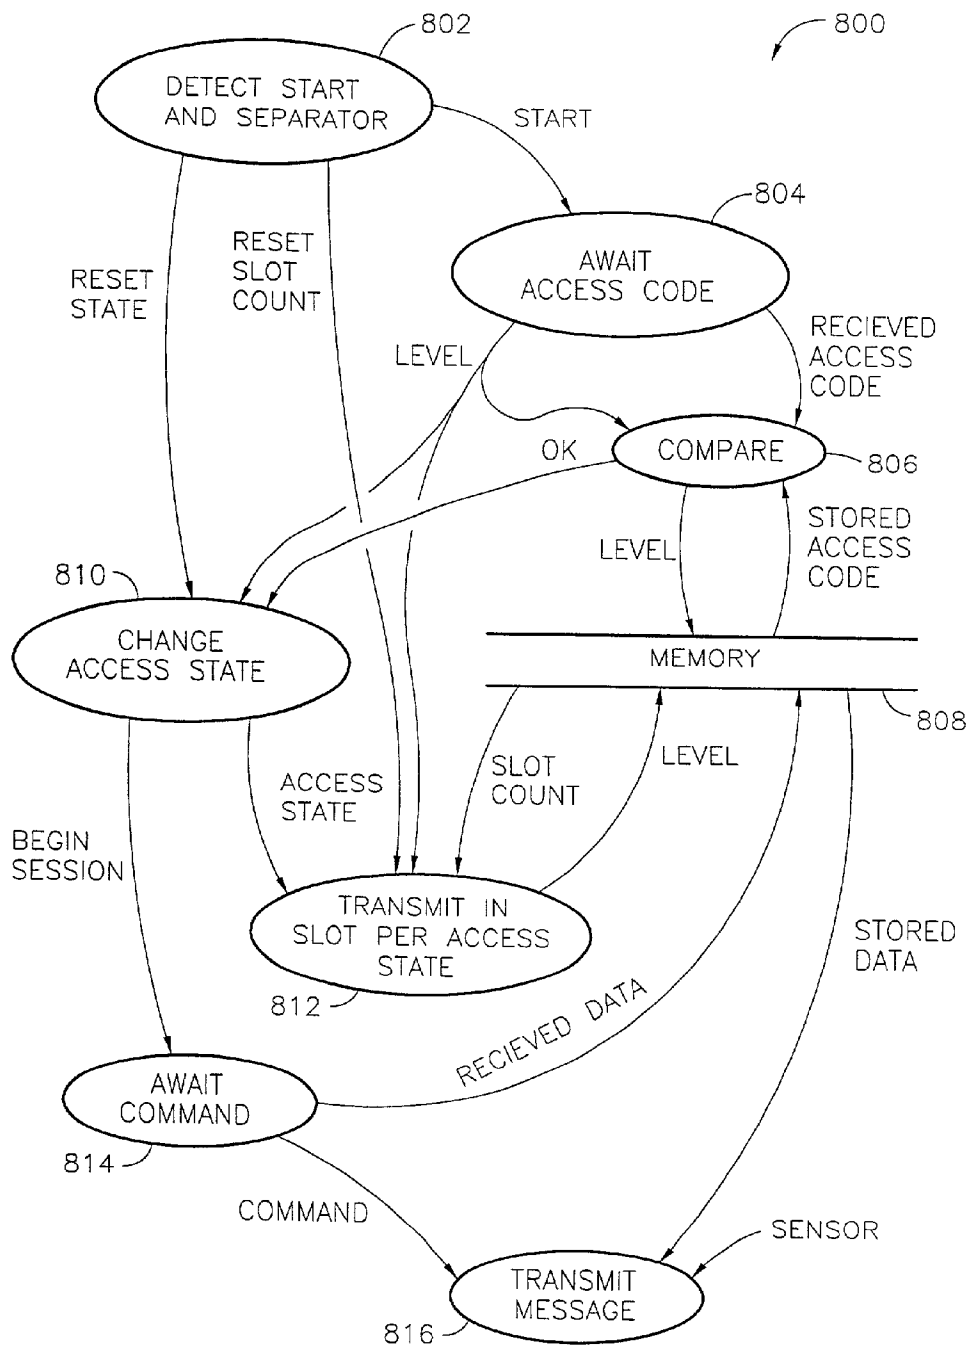 802
800
DETECT START
AND SEPARATOR
START
804
RESET
SLOT
COUNT
AWAIT
ACCESS CODE
RESET
STATE
LEVEL
RECIEVED
ACCESS
CODE
OK
COMPARE
806
LEVEL
STORED
ACCESS
CODE
810
CHANGE
ACCESS STATE
MEMORY
808
SLOT
COUNT
LEVEL
ACCESS
STATE
BEGIN
SESSION
TRANSMIT IN
SLOT PER ACCESS
STATE
812
STORED
DATA
RECIEVED DATA
AWAIT
COMMAND
814
COMMAND
SENSOR
TRANSMIT
MESSAGE
816